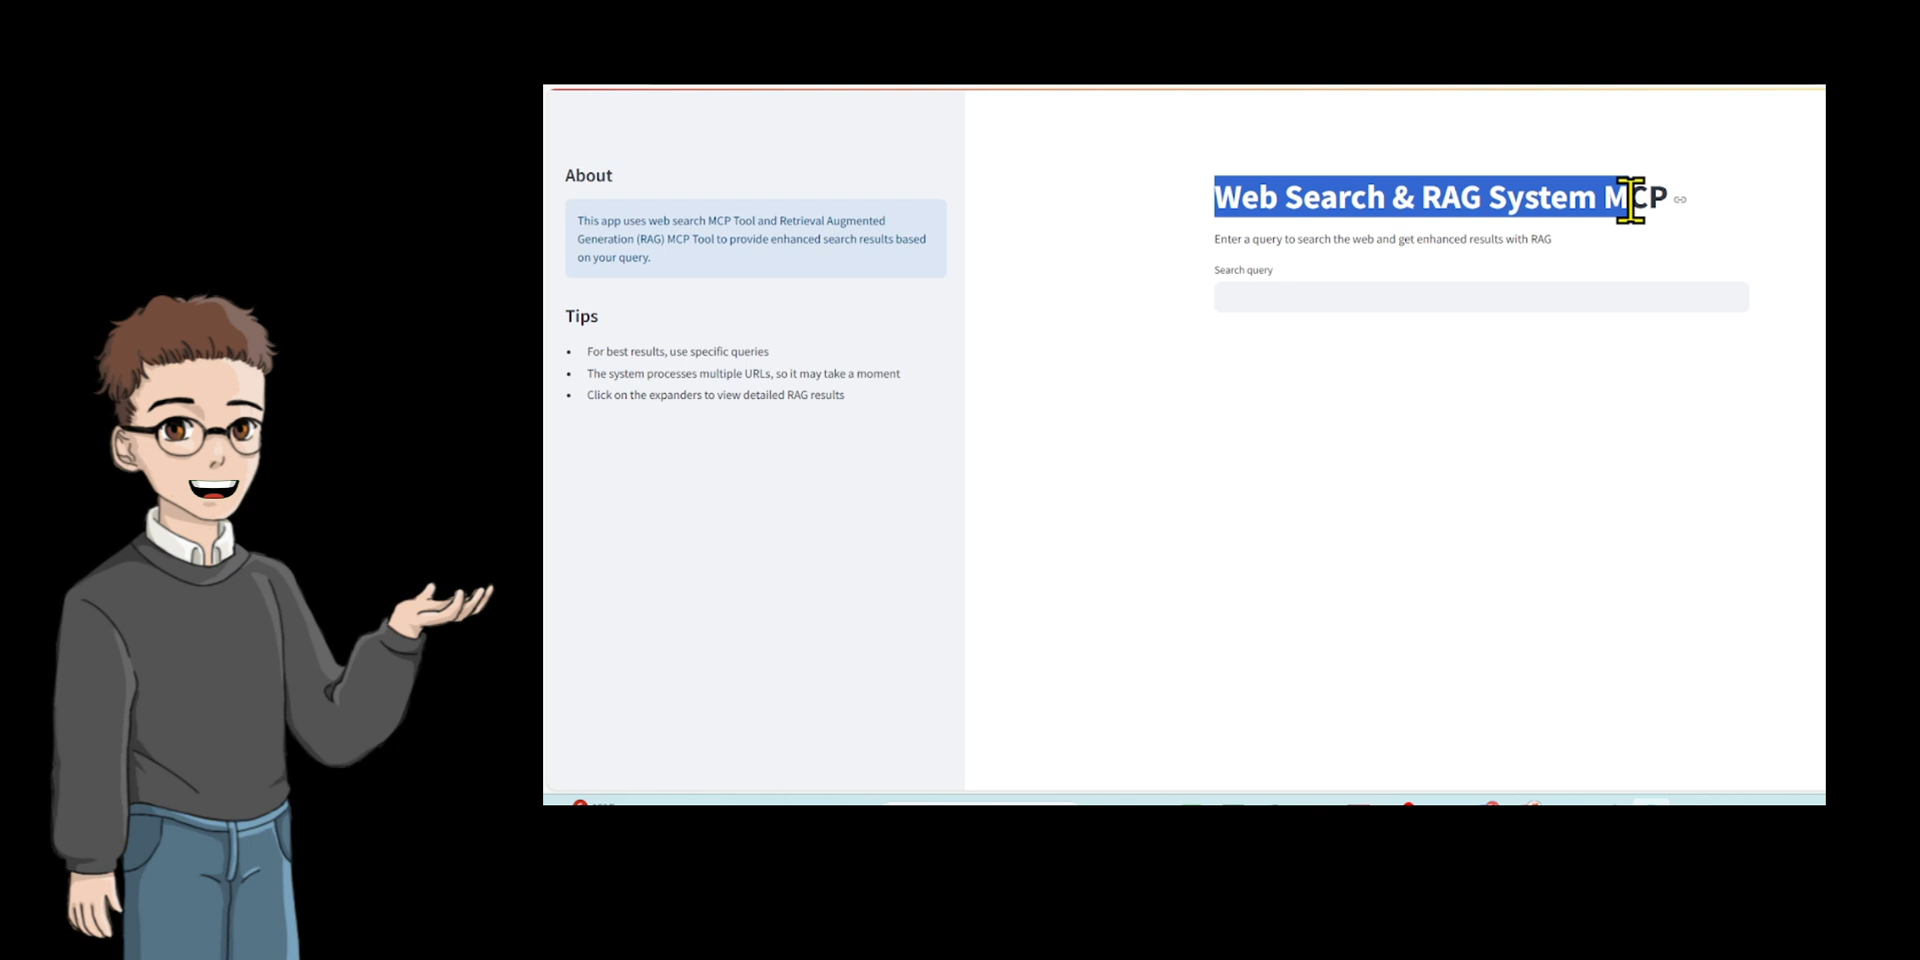 About
This app uses web search MCP Tool and Retrieval Augmented
Generation (RAG) MCP Tool to provide enhanced search results based
on your query.
Tips
• For best results, use specific queries
• The system processes multiple URLs, so it may take a moment
• Click on the expanders to view detailed RAG results
Web Search & RAG System MCP
Enter a query to search the web and get enhanced results with RAG
Search query